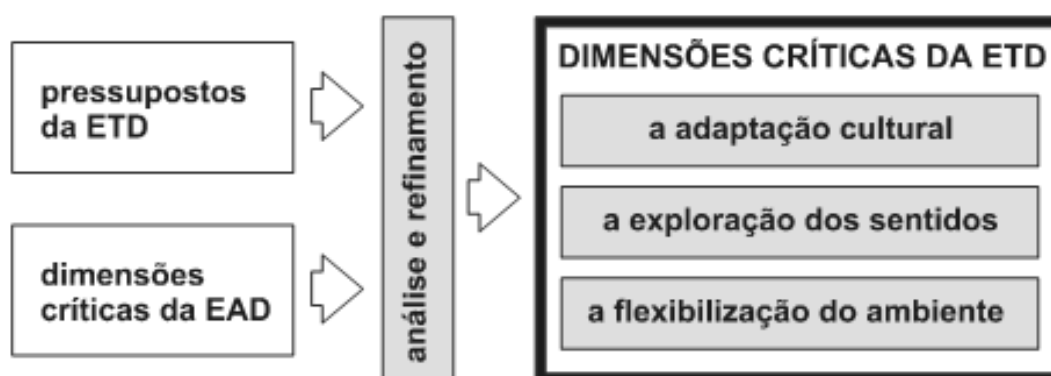 pressupostos
da ETD
dimensões
críticas da EAD
análise e refinamento
DIMENSÕES CRÍTICAS DA ETD
a adaptação cultural
a exploração dos sentidos
a flexibilização do ambiente